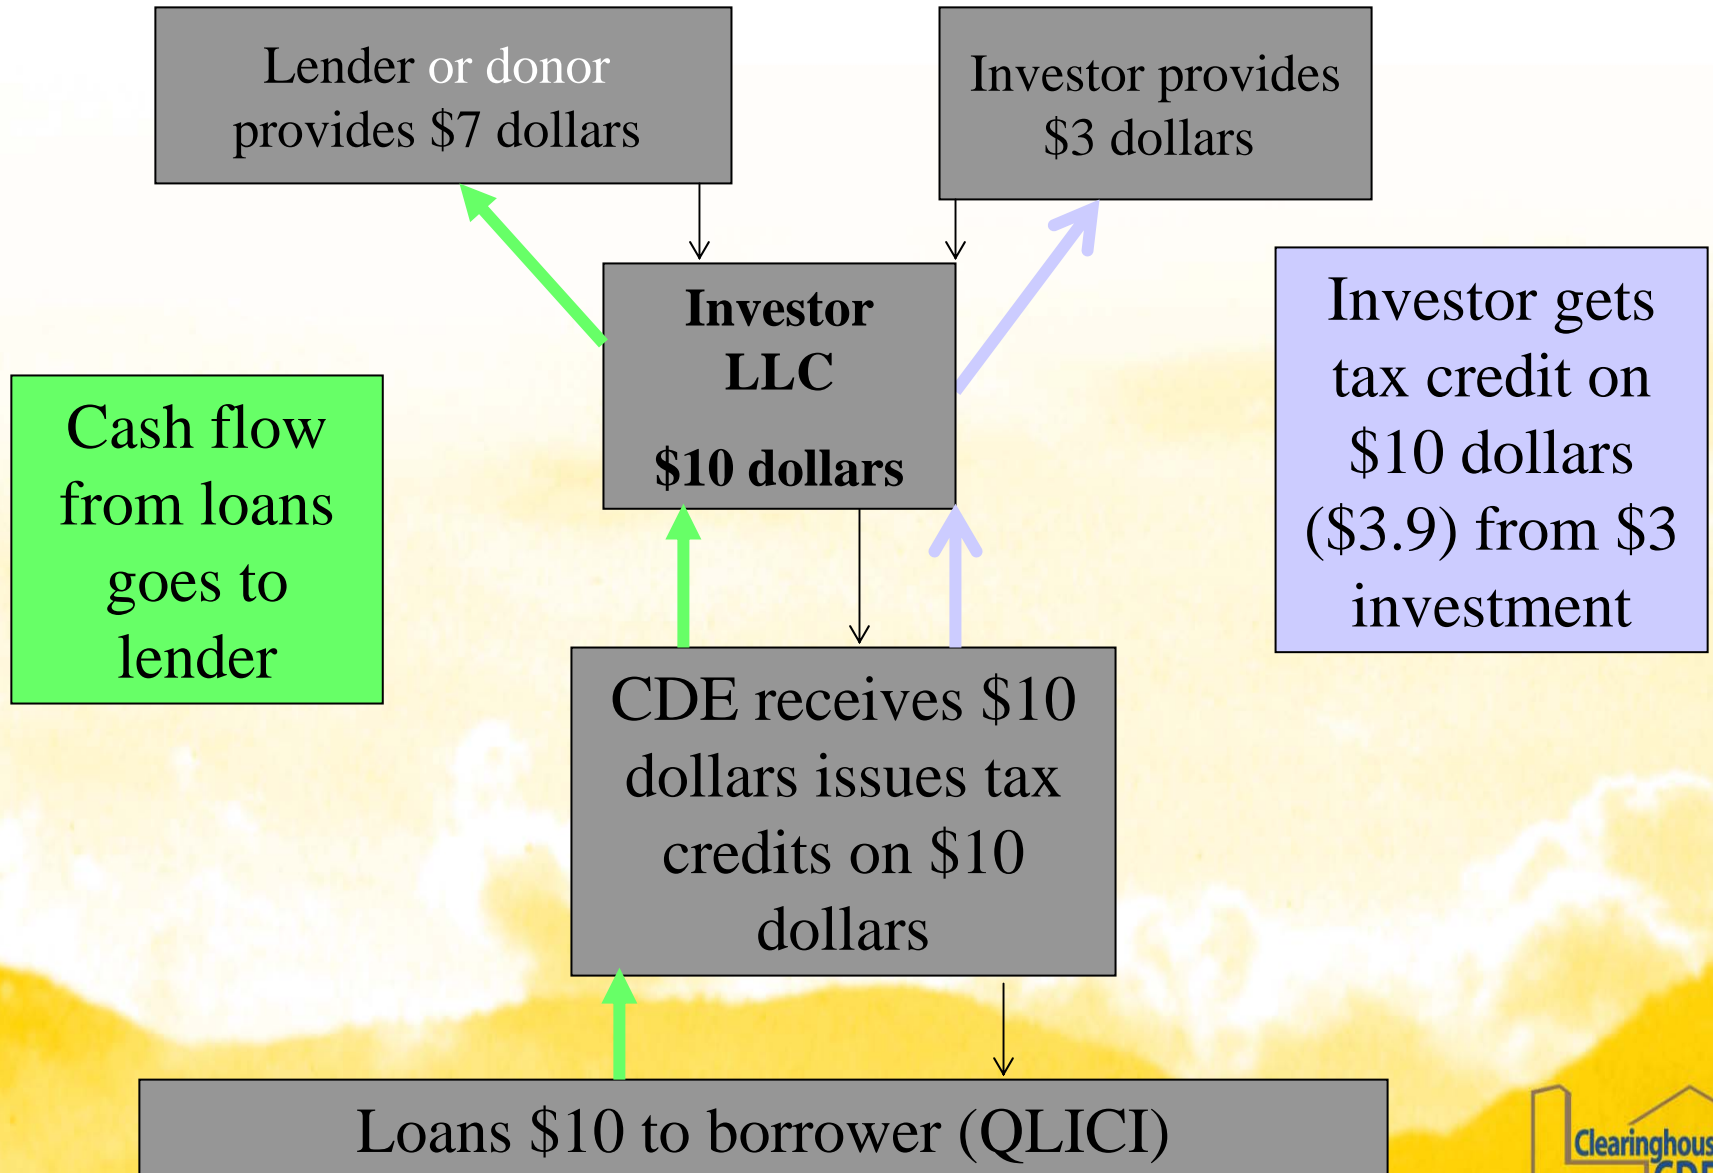 Lender or donor
provides $7 dollars
Investor provides
$3 dollars
Investor
LLC
$10 dollars
Cash flow
from loans
goes to
lender
Investor gets
tax credit on
$10 dollars
($3.9) from $3
investment
CDE receives $10
dollars issues tax
credits on $10
dollars
Loans $10 to borrower (QLICI)